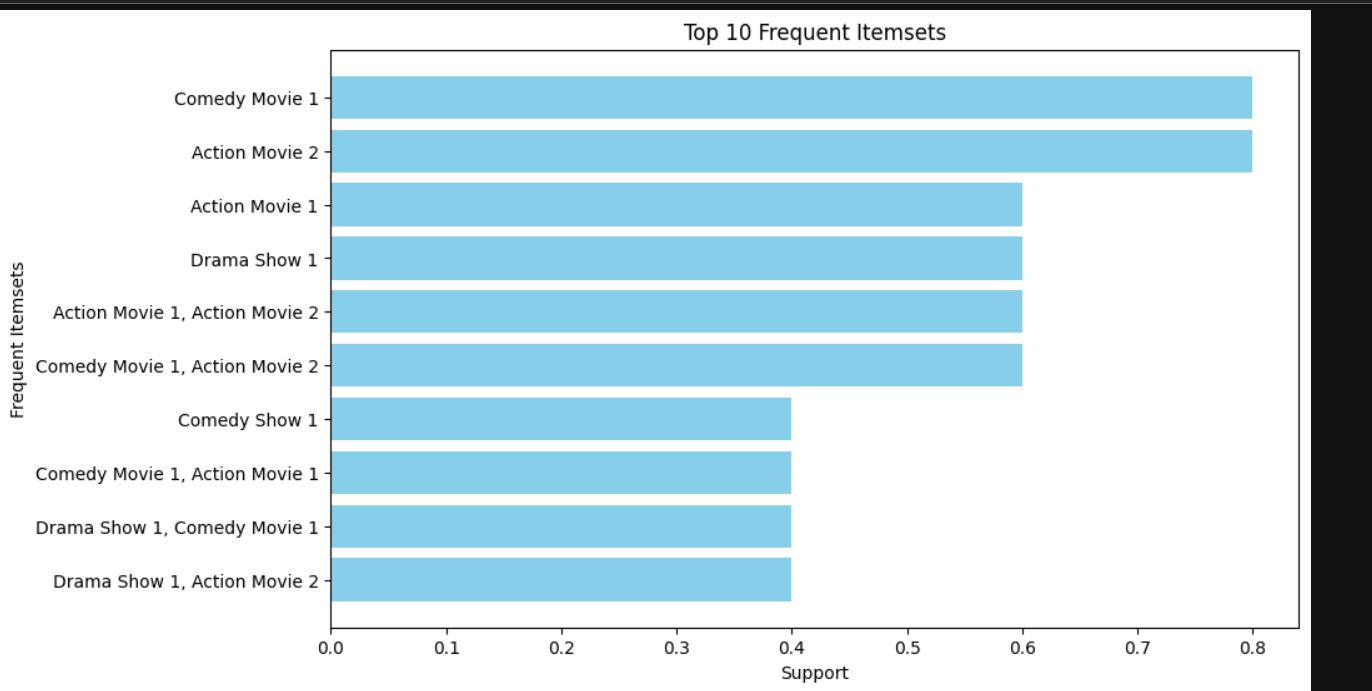 Top 10 Frequent Itemsets
Frequent Itemsets
Comedy Movie 1
Action Movie 2
Action Movie 1
Drama Show 1
Action Movie 1, Action Movie 2
Comedy Movie 1, Action Movie 2
Comedy Show 1
Comedy Movie 1, Action Movie 1
Drama Show 1, Comedy Movie 1
Drama Show 1, Action Movie 2
0.0 0.1 0.2 0.3 0.4 0.5 0.6 0.7 0.8
Support